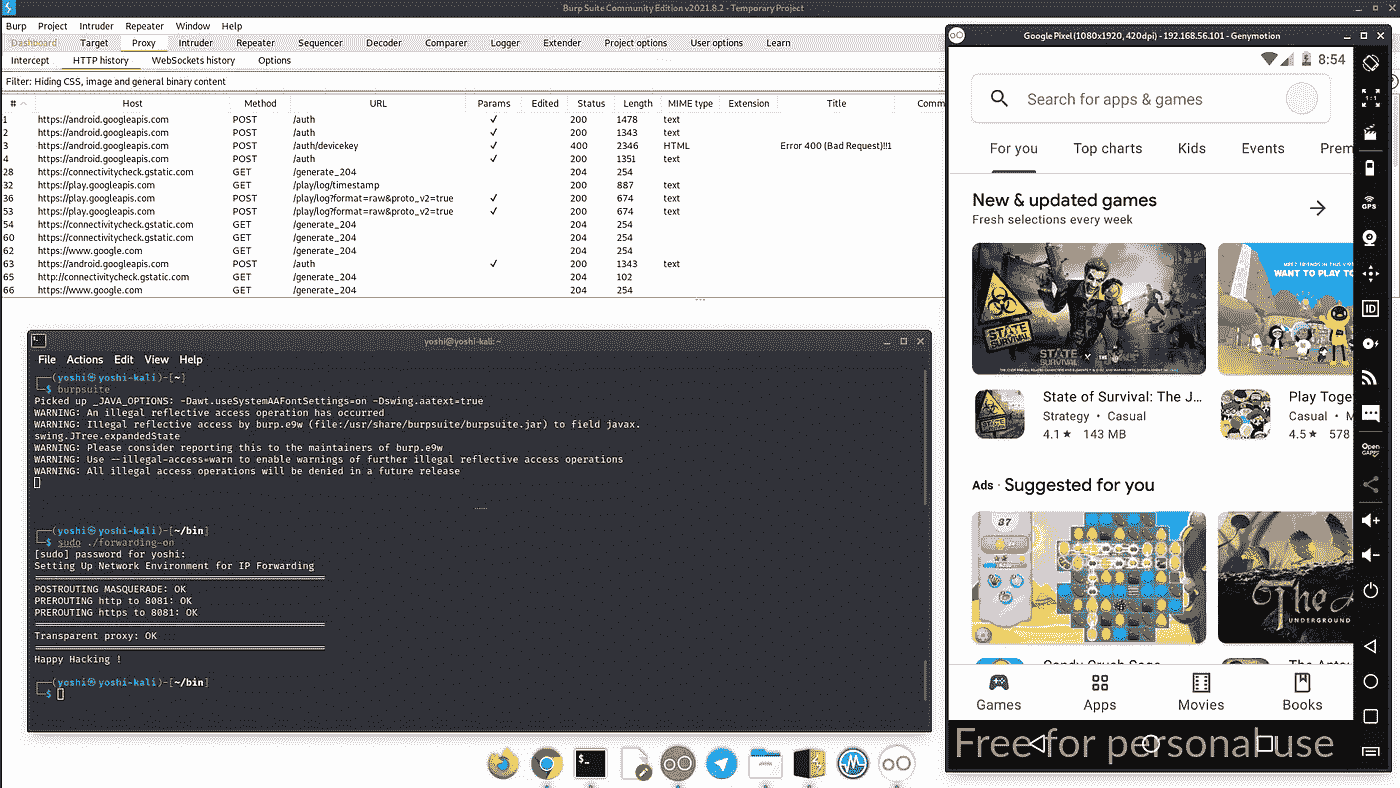 Burp Suite Community Edition v2021.8.2 - Temporary Project
Burp Project Intruder Repeater Window Help
Dashboard Target Proxy Intruder Repeater Sequencer Decoder Comparer Logger Extender Project options User options Learn
Intercept HTTP history WebSockets history Options
Filter: Hiding CSS, image and general binary content
# Host Method URL Params Edited Status Length MIME type Extension Title Comm
1 https://android.googleapis.com POST /auth ✓ 200 1478 text
2 https://android.googleapis.com POST /auth ✓ 200 1343 text
3 https://android.googleapis.com POST /auth/devicekey ✓ 400 2346 HTML Error 400 (Bad Request)!!1
4 https://android.googleapis.com POST /auth ✓ 200 1351 text
28 https://connectivitycheck.gstatic.com GET /generate_204 204 254
32 https://play.googleapis.com GET /play/log/timestamp 200 887 text
36 https://play.googleapis.com POST /play/log?format=raw&proto_v2=true ✓ 200 674 text
53 https://play.googleapis.com POST /play/log?format=raw&proto_v2=true ✓ 200 674 text
54 https://connectivitycheck.gstatic.com GET /generate_204 204 254
60 https://connectivitycheck.gstatic.com GET /generate_204 204 254
62 https://www.google.com GET /generate_204 204 254
63 https://android.googleapis.com POST /auth ✓ 200 1343 text
65 http://connectivitycheck.gstatic.com GET /generate_204 204 102
66 https://www.google.com GET /generate_204 204 254
yoshi@yoshi-kali: ~
File Actions Edit View Help
┌──(yoshi㉿yoshi-kali)-[~]
└─$ burpsuite
Picked up _JAVA_OPTIONS: -Dawt.useSystemAAFontSettings=on -Dswing.aatext=true
WARNING: An illegal reflective access operation has occurred
WARNING: Illegal reflective access by burp.e9w (file:/usr/share/burpsuite/burpsuite.jar) to field javax.
swing.JTree.expandedState
WARNING: Please consider reporting this to the maintainers of burp.e9w
WARNING: Use --illegal-access=warn to enable warnings of further illegal reflective access operations
WARNING: All illegal access operations will be denied in a future release
┌──(yoshi㉿yoshi-kali)-[~/bin]
└─$ sudo ./forwarding-on
[sudo] password for yoshi:
Setting Up Network Environment for IP Forwarding
POSTROUTING MASQUERADE: OK
PREROUTING http to 8081: OK
PREROUTING https to 8081: OK
Transparent proxy: OK
Happy Hacking !
┌──(yoshi㉿yoshi-kali)-[~/bin]
└─$
Google Pixel (1080x1920, 420dpi) - 192.168.56.101 - Genymotion
8:54
Search for apps & games
For you Top charts Kids Events Prem
New & updated games
Fresh selections every week
STATE SURVIVAL
STATE
SURVIVAL
WANT TO PLAY TO
State of Survival: The J...
Strategy • Casual
4.1★ 143 MB
Play Toge
Casual • M
4.5★ 578
Ads · Suggested for you
87
The
UNDERGROUND
Candy Crush Saga
The Ants:
Games Apps Movies Books
Free for personal use
1:1
GPS
ID
Open
GAPPS